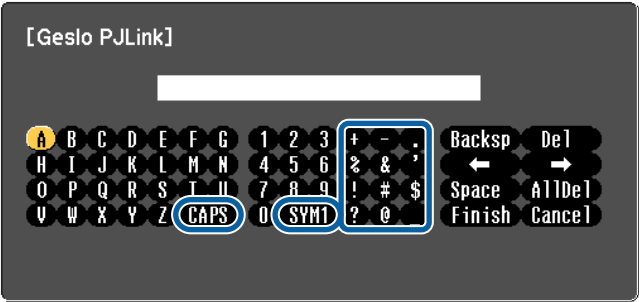 [Geslo PJLink]
A B C D E F G 1 2 3 + - . Backsp Del
H I J K L M N 4 5 6 % & ' ← →
O P Q R S T U 7 8 9 ! # $ Space AllDel
V W X Y Z CAPS 0 SYM1 ? @ _ Finish Cancel